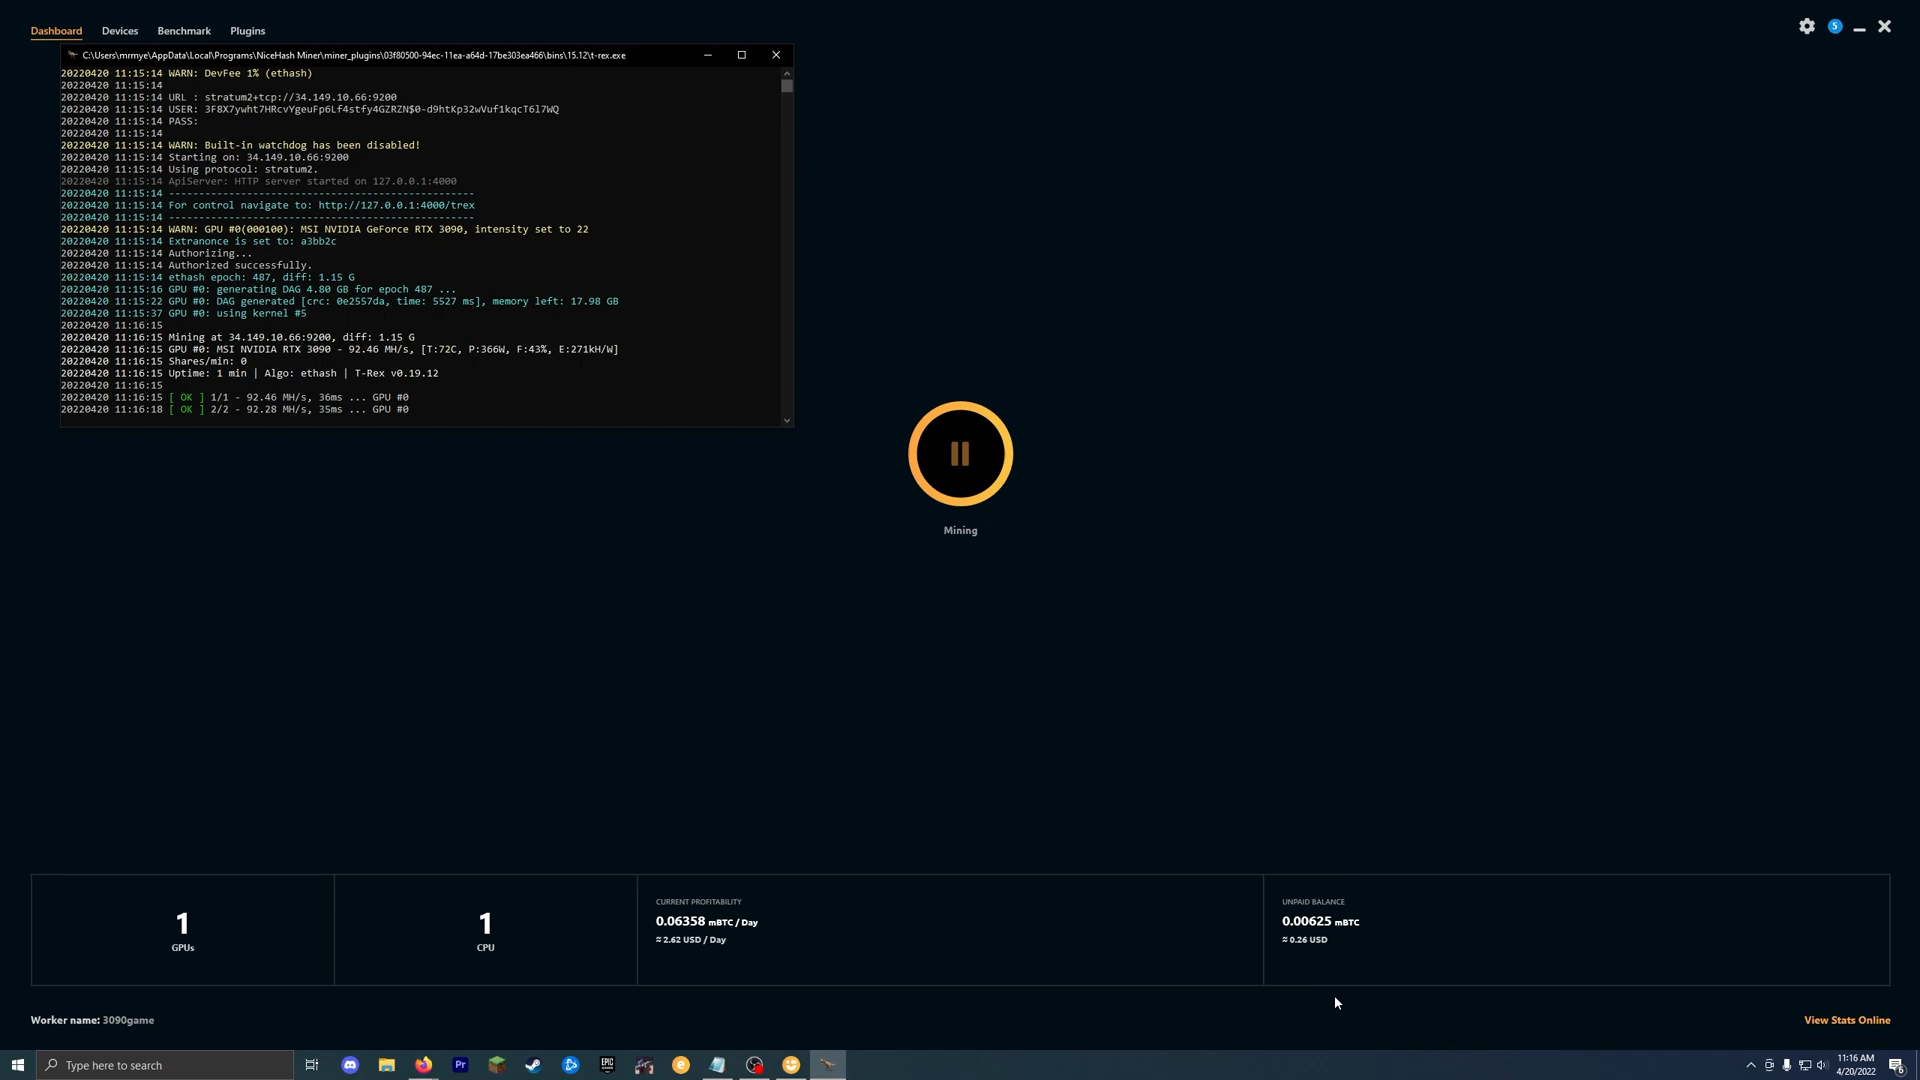 Dashboard Devices Benchmark Plugins
5
C:\Users\mrmye\AppData\Local\Programs\NiceHash Miner\miner_plugins\03f80500-94ec-11ea-a64d-17be303ea466\bins\15.12\t-rex.exe
20220420 11:15:14 WARN: DevFee 1% (ethash)
20220420 11:15:14
20220420 11:15:14 URL : stratum2+tcp://34.149.10.66:9200
20220420 11:15:14 USER: 3F8X7ywht7HRcvYgeuFp6Lf4stfy4GZRZN$0-d9htKp32wVuf1kqcT6l7WQ
20220420 11:15:14 PASS:
20220420 11:15:14
20220420 11:15:14 WARN: Built-in watchdog has been disabled!
20220420 11:15:14 Starting on: 34.149.10.66:9200
20220420 11:15:14 Using protocol: stratum2.
20220420 11:15:14 ApiServer: HTTP server started on 127.0.0.1:4000
20220420 11:15:14 ---------------------------------------------------
20220420 11:15:14 For control navigate to: http://127.0.0.1:4000/trex
20220420 11:15:14 ---------------------------------------------------
20220420 11:15:14 WARN: GPU #0(000100): MSI NVIDIA GeForce RTX 3090, intensity set to 22
20220420 11:15:14 Extranonce is set to: a3bb2c
20220420 11:15:14 Authorizing...
20220420 11:15:14 Authorized successfully.
20220420 11:15:14 ethash epoch: 487, diff: 1.15 G
20220420 11:15:16 GPU #0: generating DAG 4.80 GB for epoch 487 ...
20220420 11:15:22 GPU #0: DAG generated [crc: 0e2557da, time: 5527 ms], memory left: 17.98 GB
20220420 11:15:37 GPU #0: using kernel #5
20220420 11:16:15
20220420 11:16:15 Mining at 34.149.10.66:9200, diff: 1.15 G
20220420 11:16:15 GPU #0: MSI NVIDIA RTX 3090 - 92.46 MH/s, [T:72C, P:366W, F:43%, E:271kH/W]
20220420 11:16:15 Shares/min: 0
20220420 11:16:15 Uptime: 1 min | Algo: ethash | T-Rex v0.19.12
20220420 11:16:15
20220420 11:16:15 [ OK ] 1/1 - 92.46 MH/s, 36ms ... GPU #0
20220420 11:16:18 [ OK ] 2/2 - 92.28 MH/s, 35ms ... GPU #0
Mining
1
GPUs
1
CPU
CURRENT PROFITABILITY
0.06358 mBTC / Day
≈ 2.62 USD / Day
UNPAID BALANCE
0.00625 mBTC
≈ 0.26 USD
Worker name: 3090game
View Stats Online
Type here to search
Pr
EPIC
GAMES
e
11:16 AM
4/20/2022
6